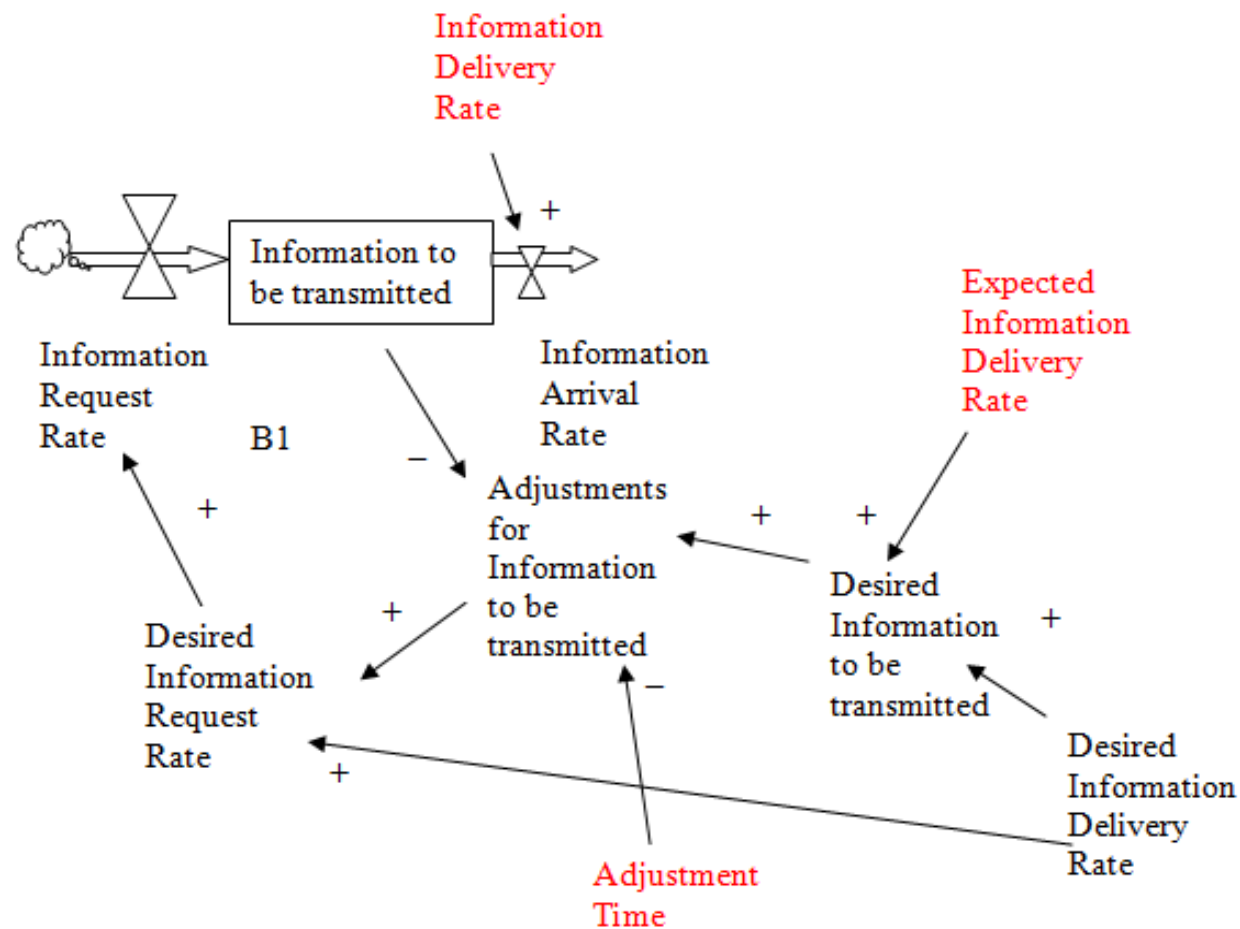 Information
Delivery
Rate
+
Information to
be transmitted
Expected
Information
Delivery
Rate
Information
Request
Rate
Information
Arrival
Rate
B1
–
Adjustments
for
Information
to be
transmitted
+
+
+
Desired
Information
to be
transmitted
+
+
Desired
Information
Request
Rate
–
+
Desired
Information
Delivery
Rate
Adjustment
Time